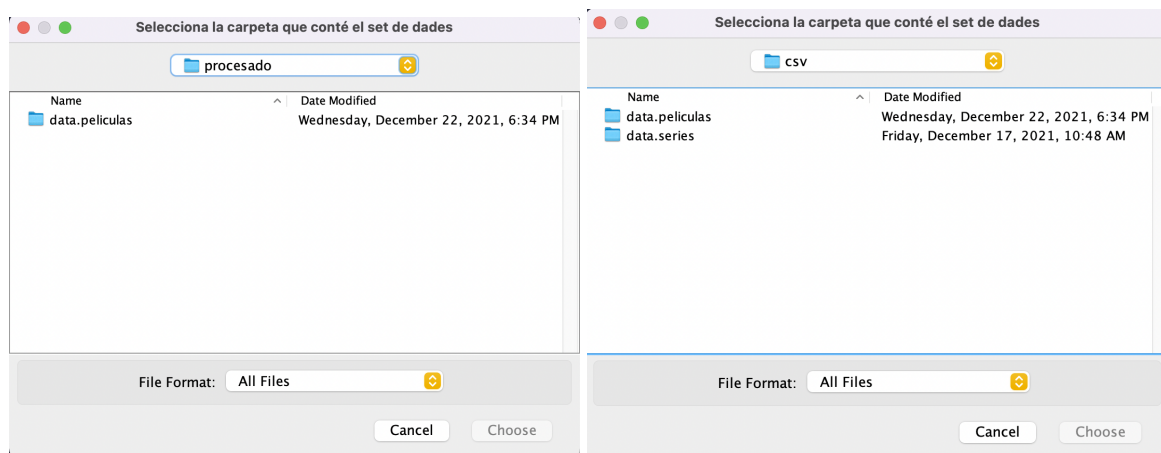 Selecciona la carpeta que conté el set de dades
procesado
Name Date Modified
data.peliculas Wednesday, December 22, 2021, 6:34 PM
File Format: All Files
Cancel Choose
Selecciona la carpeta que conté el set de dades
csv
Name Date Modified
data.peliculas Wednesday, December 22, 2021, 6:34 PM
data.series Friday, December 17, 2021, 10:48 AM
File Format: All Files
Cancel Choose